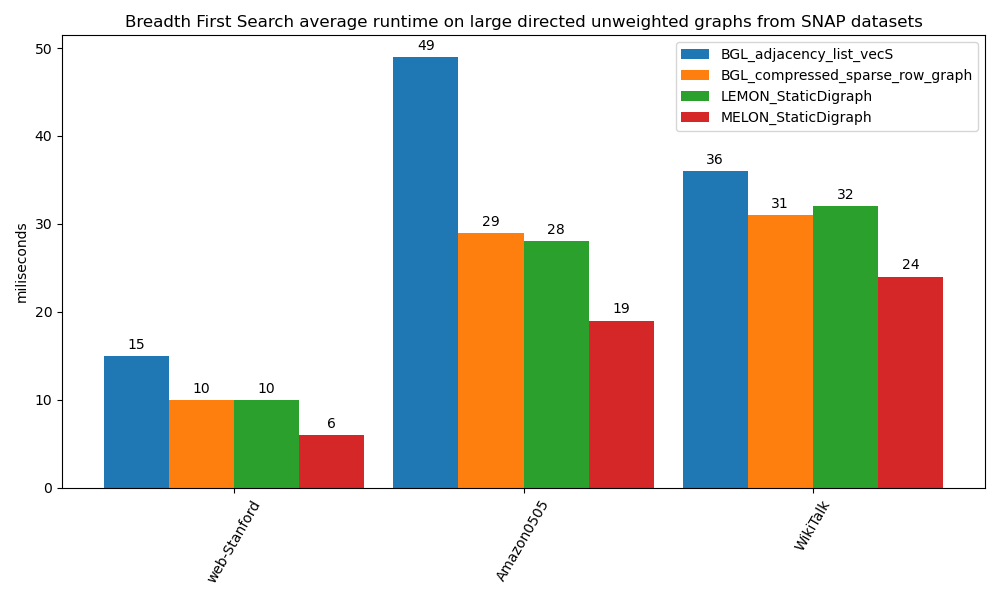 Breadth First Search average runtime on large directed unweighted graphs from SNAP datasets
BGL_adjacency_list_vecS
BGL_compressed_sparse_row_graph
LEMON_StaticDigraph
MELON_StaticDigraph
miliseconds
50
40
30
20
10
0
15
10
10
6
49
29
28
19
36
31
32
24
web-Stanford
Amazon0505
WikiTalk